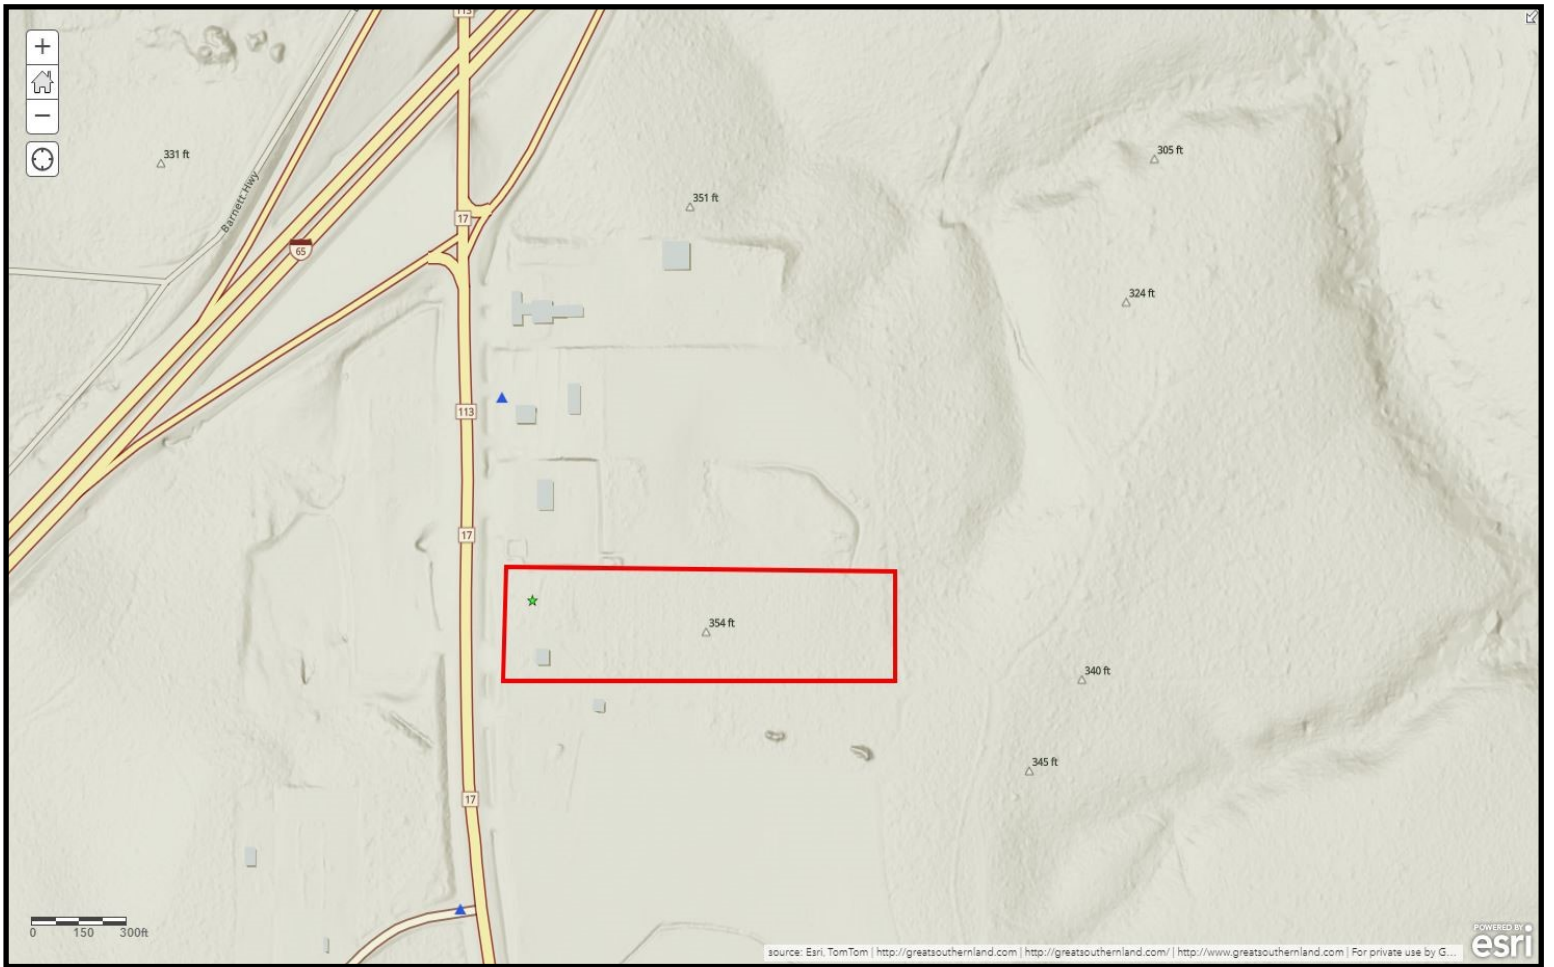 113
331 ft
Barnett Hwy
305 ft
351 ft
17
65
324 ft
113
17
354 ft
340 ft
345 ft
17
0 150 300ft
source: Esri, TomTom | http://greatsouthernland.com | http://greatsouthernland.com/ | http://www.greatsouthernland.com | For private use by G...
POWERED BY
esri